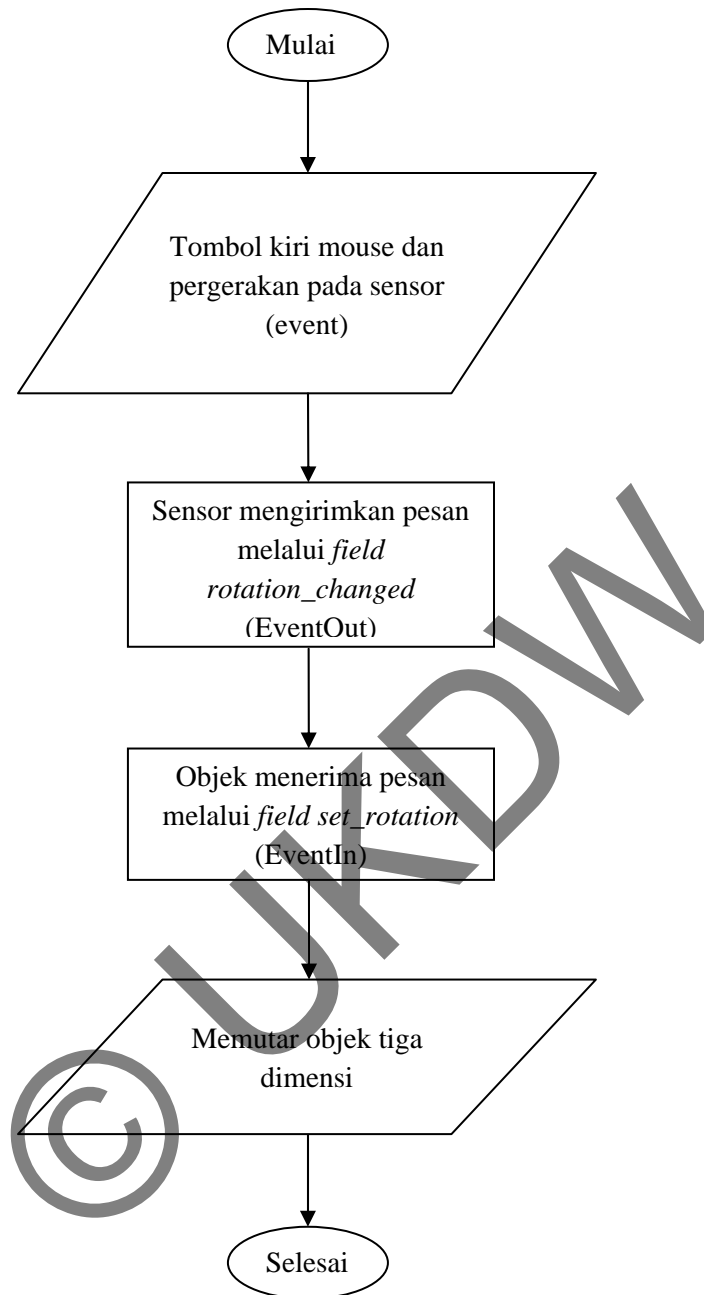 Mulai
Tombol kiri mouse dan
pergerakan pada sensor
(event)
Sensor mengirimkan pesan
melalui field
rotation_changed
(EventOut)
Objek menerima pesan
melalui field set_rotation
(EventIn)
Memutar objek tiga
dimensi
Selesai
© UKDW